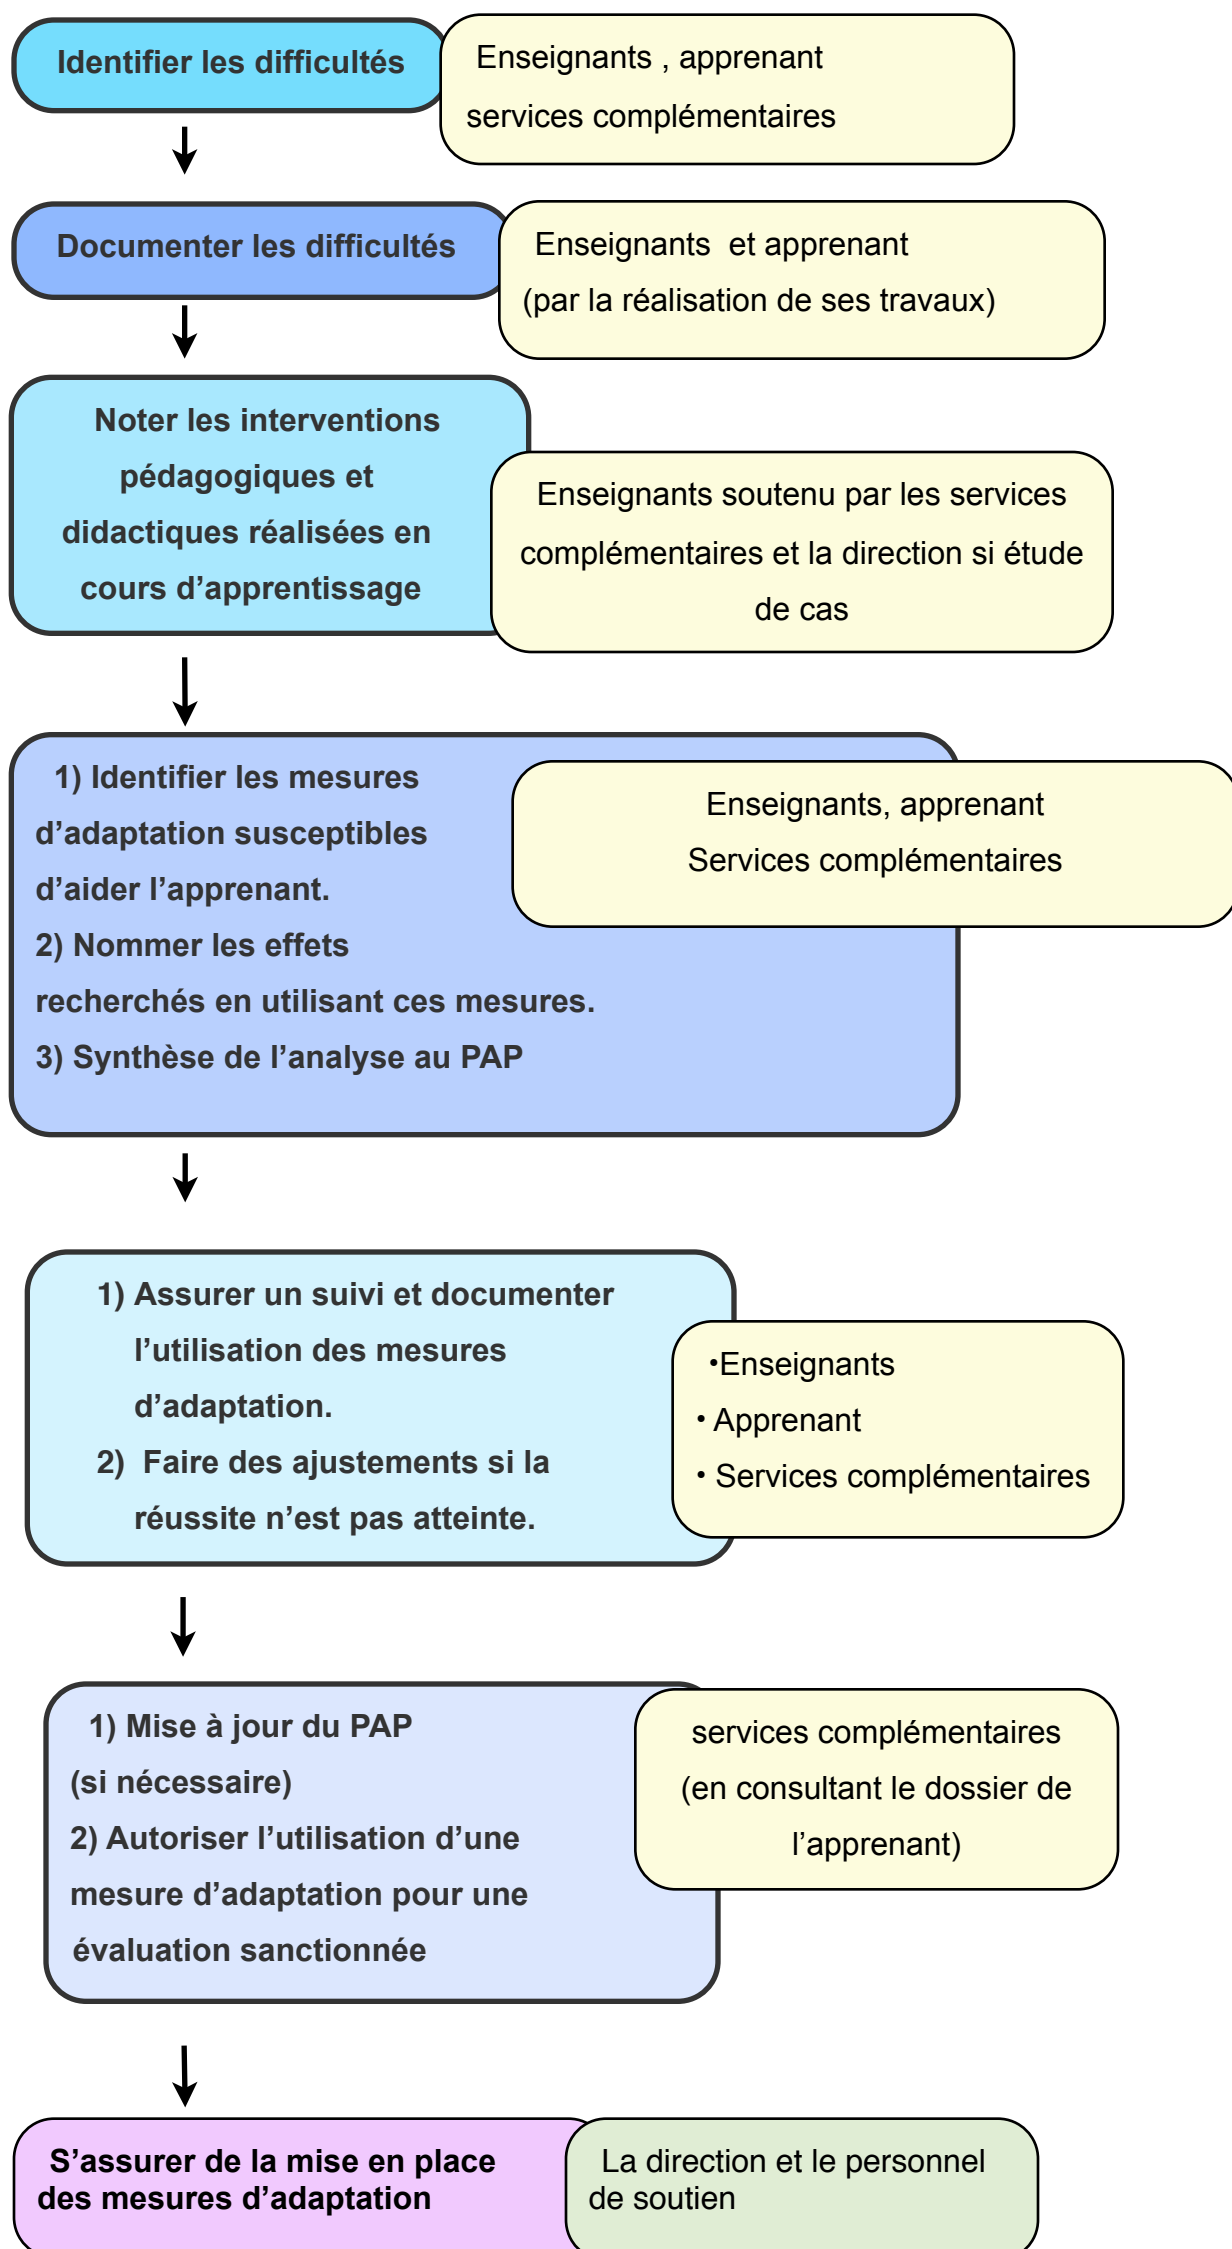 Identifier les difficultés
Enseignants , apprenant
services complémentaires
Documenter les difficultés
Enseignants et apprenant
(par la réalisation de ses travaux)
Noter les interventions
pédagogiques et
didactiques réalisées en
cours d’apprentissage
Enseignants soutenu par les services
complémentaires et la direction si étude
de cas
1) Identifier les mesures
d’adaptation susceptibles
d’aider l’apprenant.
2) Nommer les effets
recherchés en utilisant ces mesures.
3) Synthèse de l’analyse au PAP
Enseignants, apprenant
Services complémentaires
1) Assurer un suivi et documenter
l’utilisation des mesures
d’adaptation.
2) Faire des ajustements si la
réussite n’est pas atteinte.
•Enseignants
• Apprenant
• Services complémentaires
1) Mise à jour du PAP
(si nécessaire)
2) Autoriser l’utilisation d’une
mesure d’adaptation pour une
évaluation sanctionnée
services complémentaires
(en consultant le dossier de
l’apprenant)
S’assurer de la mise en place
des mesures d’adaptation
La direction et le personnel
de soutien